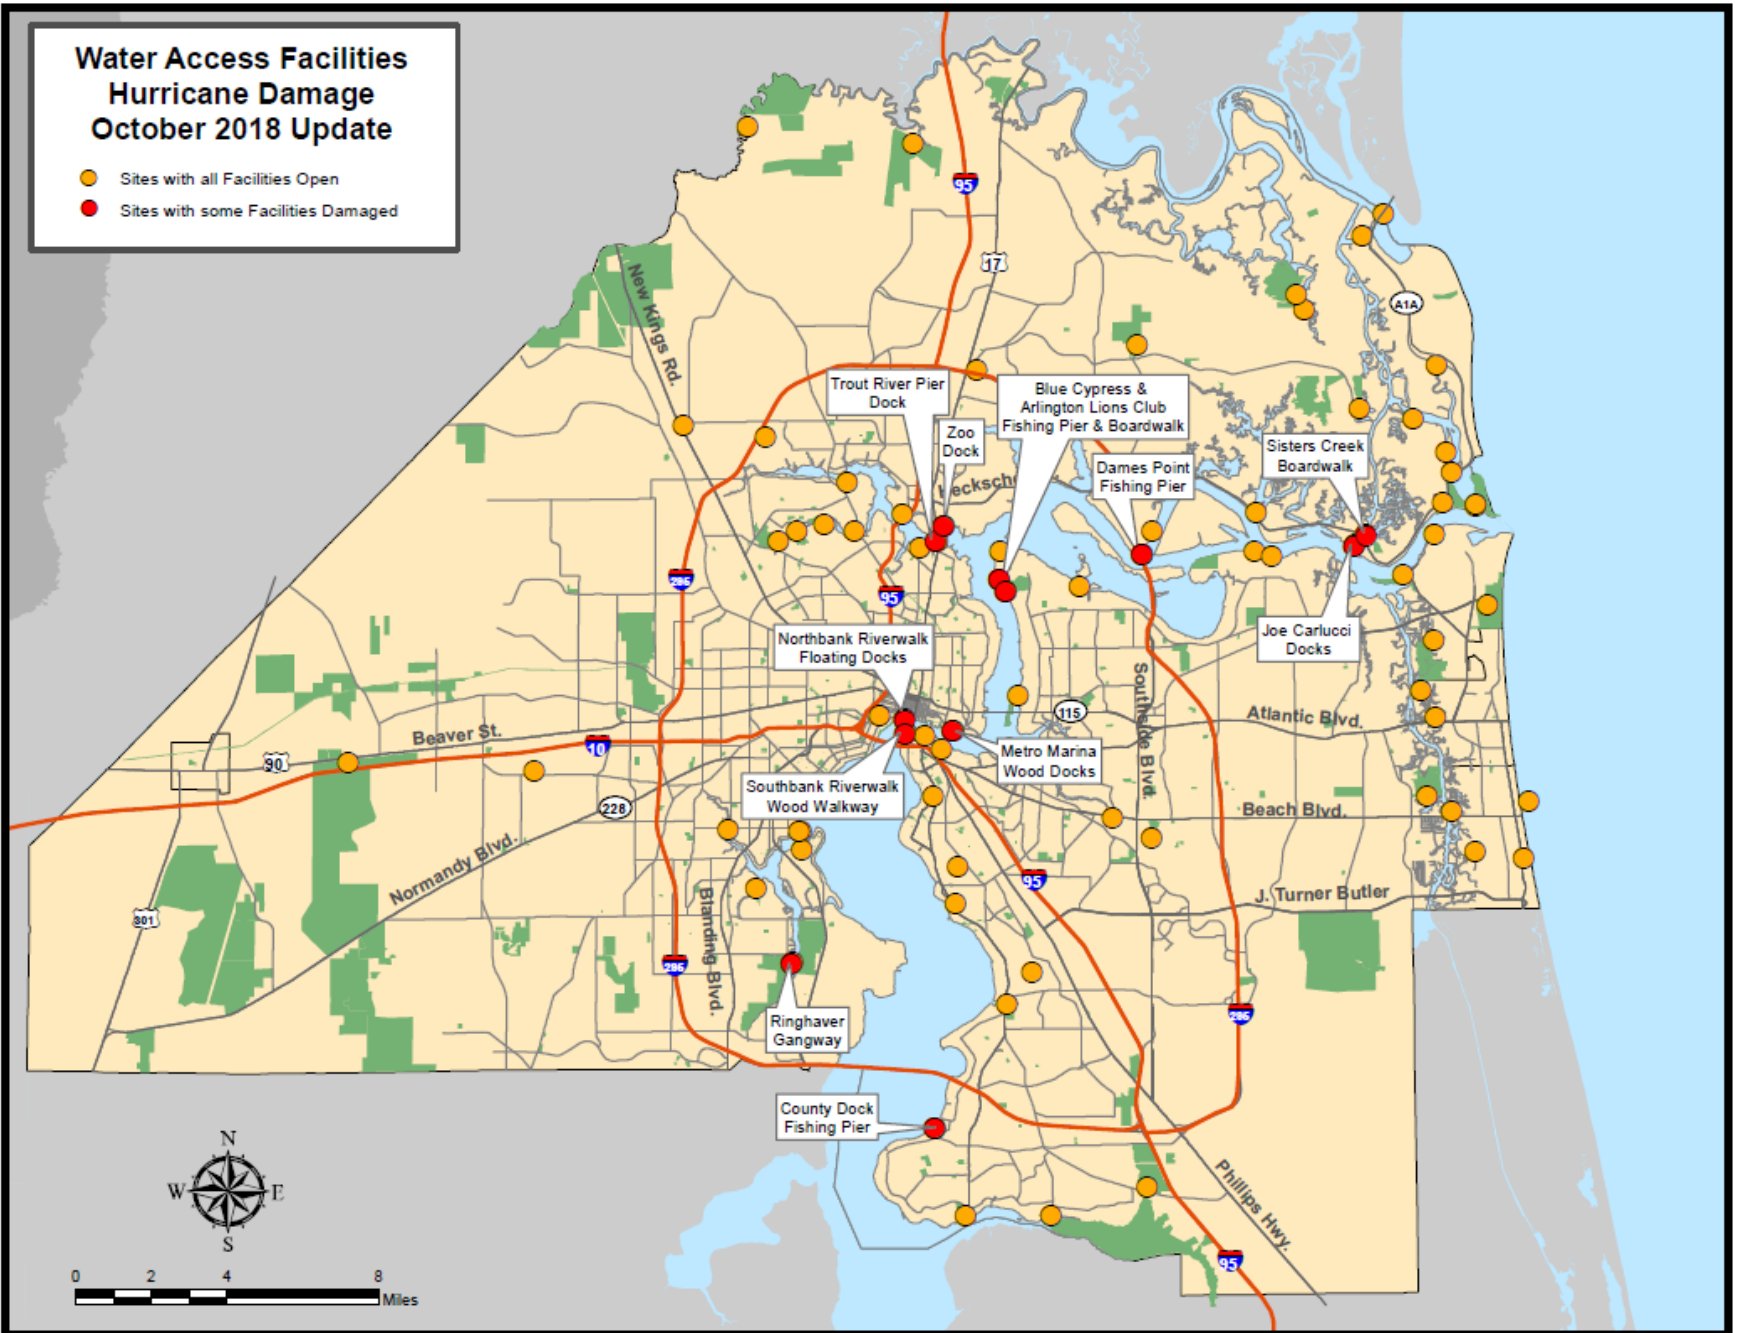 Water Access Facilities
Hurricane Damage
October 2018 Update
Sites with all Facilities Open
Sites with some Facilities Damaged
95
17
New Kings Rd.
A1A
Trout River Pier
Dock
Blue Cypress &
Arlington Lions Club
Fishing Pier & Boardwalk
Zoo
Dock
Sisters Creek
Boardwalk
Dames Point
Fishing Pier
Hecksch
295
95
Northbank Riverwalk
Floating Docks
Joe Carlucci
Docks
Southside Blvd.
115
Atlantic Blvd.
Beaver St.
10
90
Metro Marina
Wood Docks
Southbank Riverwalk
Wood Walkway
228
Beach Blvd.
Normandy Blvd.
95
J. Turner Butler
301
Blanding Blvd.
295
295
Ringhaver
Gangway
County Dock
Fishing Pier
N
W
E
S
Phillips Hwy.
95
0 2 4 8
Miles